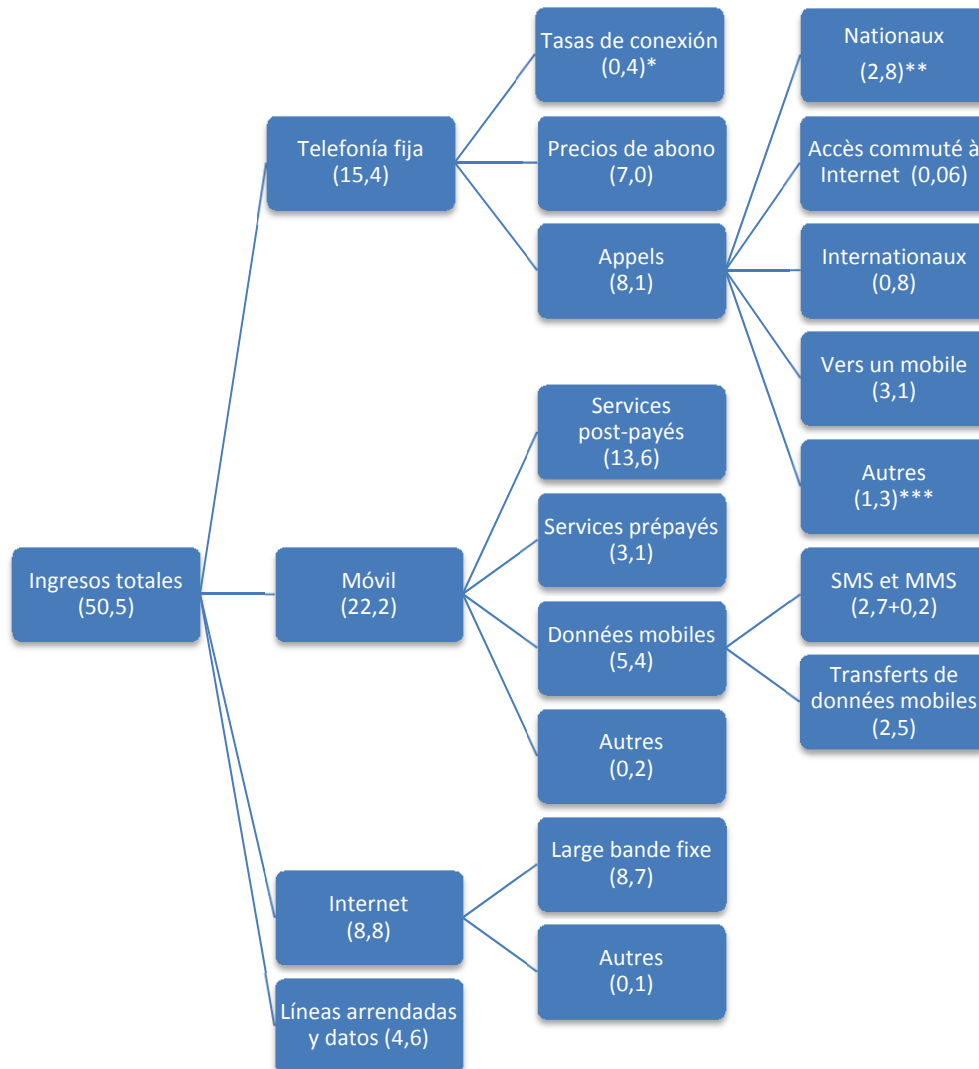 Ingresos totales
(50,5)
Telefonía fija
(15,4)
Tasas de conexión
(0,4)*
Precios de abono
(7,0)
Appels
(8,1)
Nationaux
(2,8)**
Accès commuté à
Internet (0,06)
Internationaux
(0,8)
Vers un mobile
(3,1)
Autres
(1,3)***
Móvil
(22,2)
Services
post-payés
(13,6)
Services prépayés
(3,1)
Données mobiles
(5,4)
SMS et MMS
(2,7+0,2)
Transferts de
données mobiles
(2,5)
Autres
(0,2)
Internet
(8,8)
Large bande fixe
(8,7)
Autres
(0,1)
Líneas arrendadas
y datos (4,6)